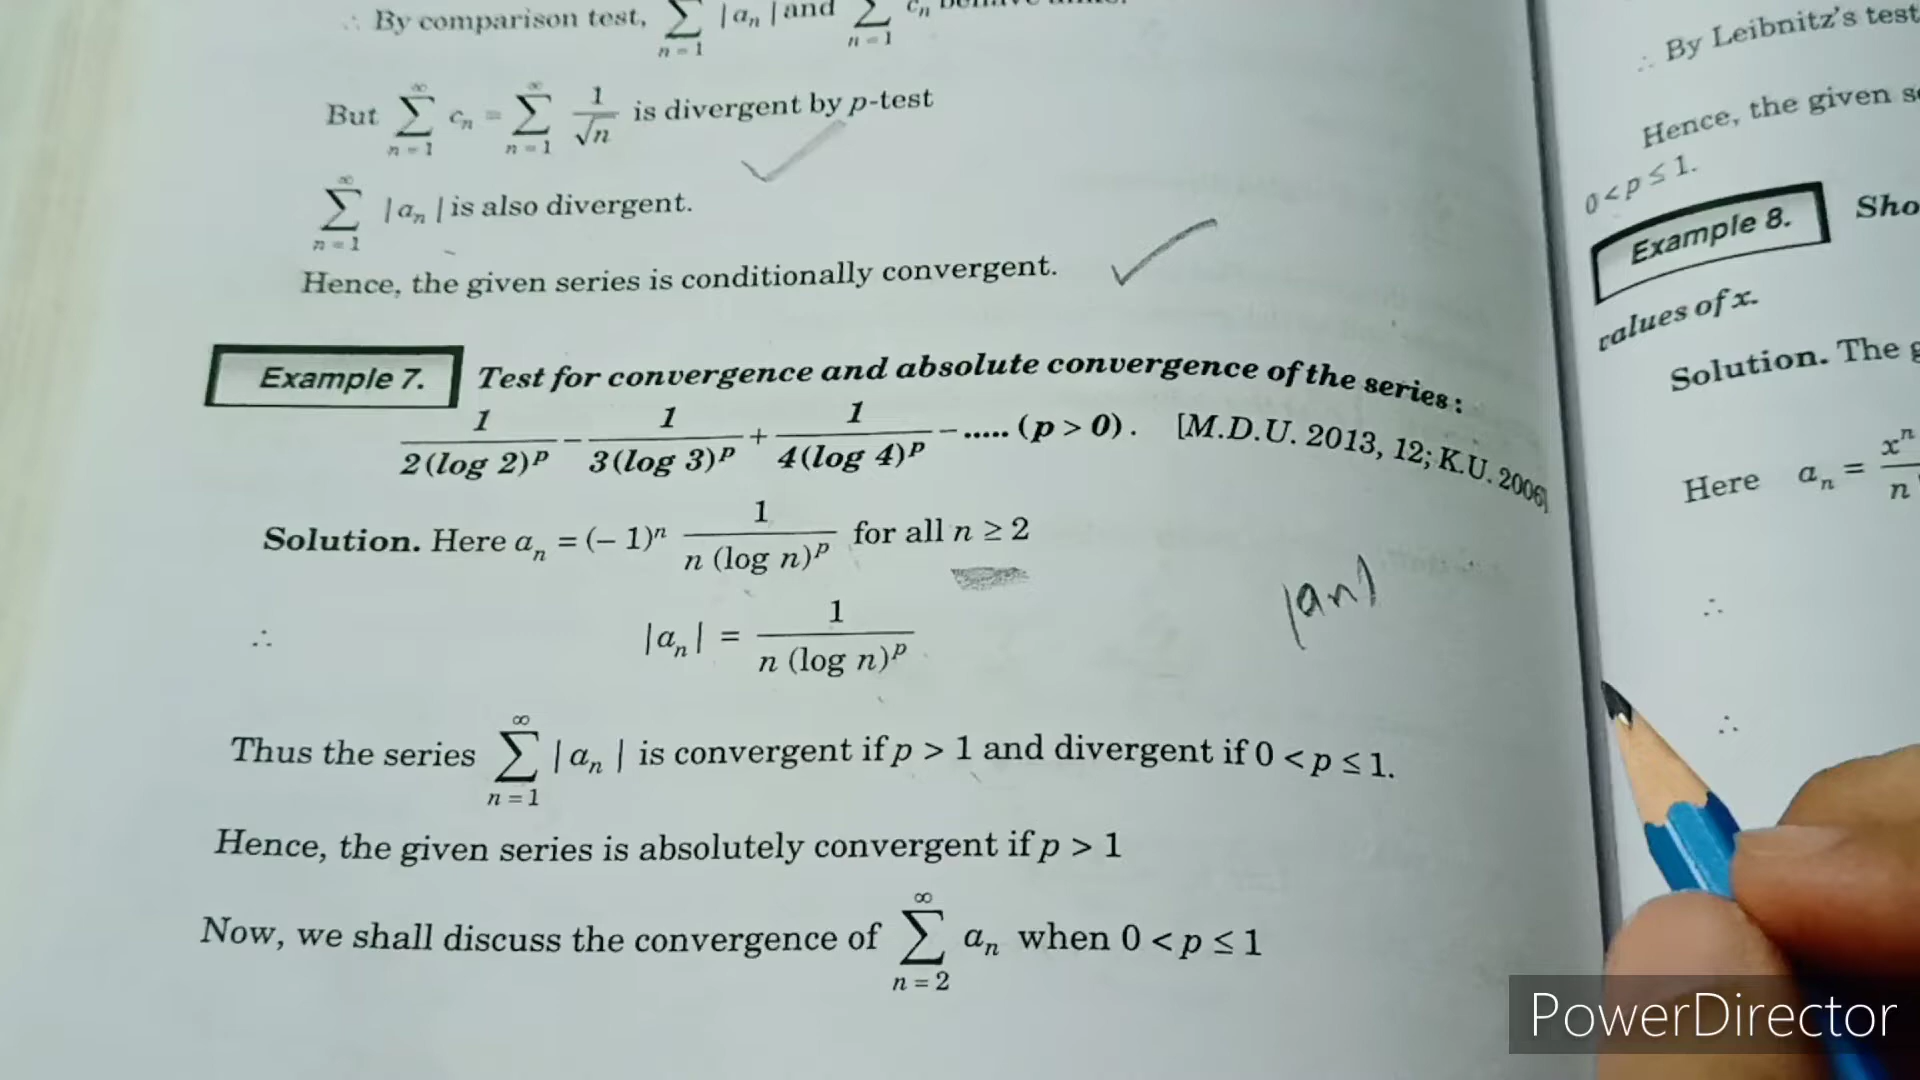 ∴ By comparison test, ∑ n=1 | aₙ | and ∑ n=1 cₙ
But ∞ ∑ n=1 cₙ = ∞ ∑ n=1 1/√n is divergent by p-test
∞ ∑ n=1 | aₙ | is also divergent.
Hence, the given series is conditionally convergent.
Example 7. Test for convergence and absolute convergence of the series :
1/2(log 2)ᵖ − 1/3(log 3)ᵖ + 1/4(log 4)ᵖ − ..... (p > 0). [M.D.U. 2013, 12; K.U. 2006]
Solution. Here aₙ = (– 1)ⁿ 1/n (log n)ᵖ for all n ≥ 2
|an|
∴ |aₙ| = 1/n (log n)ᵖ
Thus the series ∞ ∑ n=1 | aₙ | is convergent if p > 1 and divergent if 0 < p ≤ 1.
Hence, the given series is absolutely convergent if p > 1
Now, we shall discuss the convergence of ∞ ∑ n=2 aₙ when 0 < p ≤ 1
∴ By Leibnitz's test
Hence, the given
0 < p ≤ 1.
Example 8.
values of x.
Solution. The
Here aₙ = xⁿ/n
∴
∴
PowerDirector